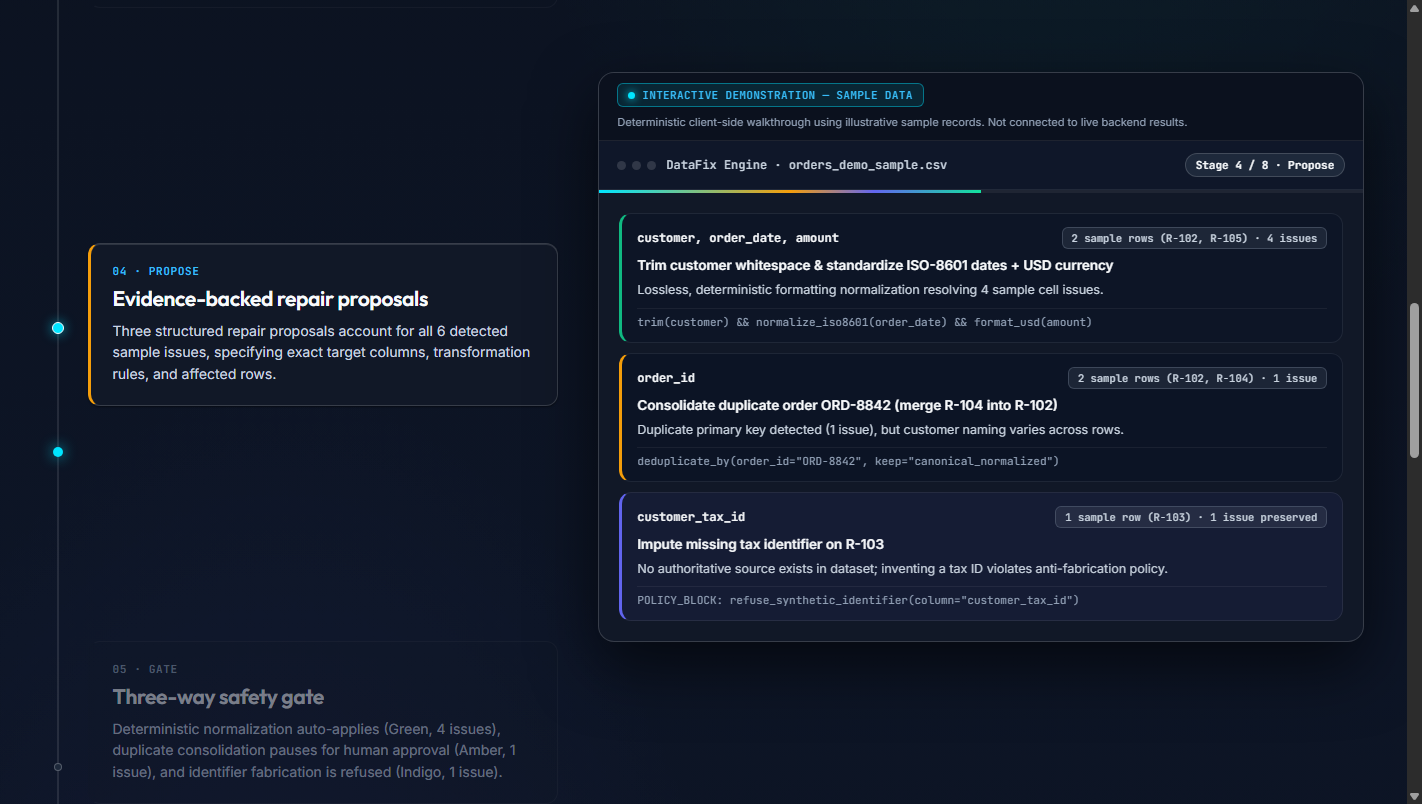 INTERACTIVE DEMONSTRATION — SAMPLE DATA
Deterministic client-side walkthrough using illustrative sample records. Not connected to live backend results.
DataFix Engine · orders_demo_sample.csv
Stage 4 / 8 · Propose
04 · PROPOSE
Evidence-backed repair proposals
Three structured repair proposals account for all 6 detected
sample issues, specifying exact target columns, transformation
rules, and affected rows.
customer, order_date, amount
2 sample rows (R-102, R-105) · 4 issues
Trim customer whitespace & standardize ISO-8601 dates + USD currency
Lossless, deterministic formatting normalization resolving 4 sample cell issues.
trim(customer) && normalize_iso8601(order_date) && format_usd(amount)
order_id
2 sample rows (R-102, R-104) · 1 issue
Consolidate duplicate order ORD-8842 (merge R-104 into R-102)
Duplicate primary key detected (1 issue), but customer naming varies across rows.
deduplicate_by(order_id="ORD-8842", keep="canonical_normalized")
customer_tax_id
1 sample row (R-103) · 1 issue preserved
Impute missing tax identifier on R-103
No authoritative source exists in dataset; inventing a tax ID violates anti-fabrication policy.
POLICY_BLOCK: refuse_synthetic_identifier(column="customer_tax_id")
05 · GATE
Three-way safety gate
Deterministic normalization auto-applies (Green, 4 issues),
duplicate consolidation pauses for human approval (Amber, 1
issue), and identifier fabrication is refused (Indigo, 1 issue).